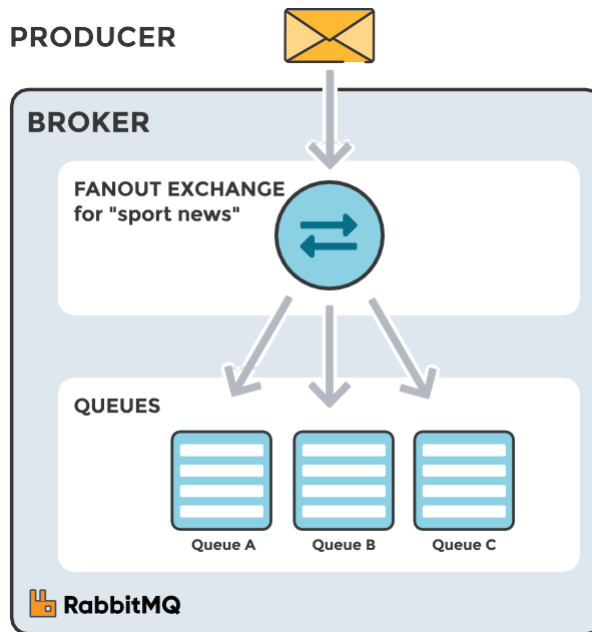 PRODUCER
BROKER
FANOUT EXCHANGE
for "sport news"
QUEUES
Queue A
Queue B
Queue C
RabbitMQ